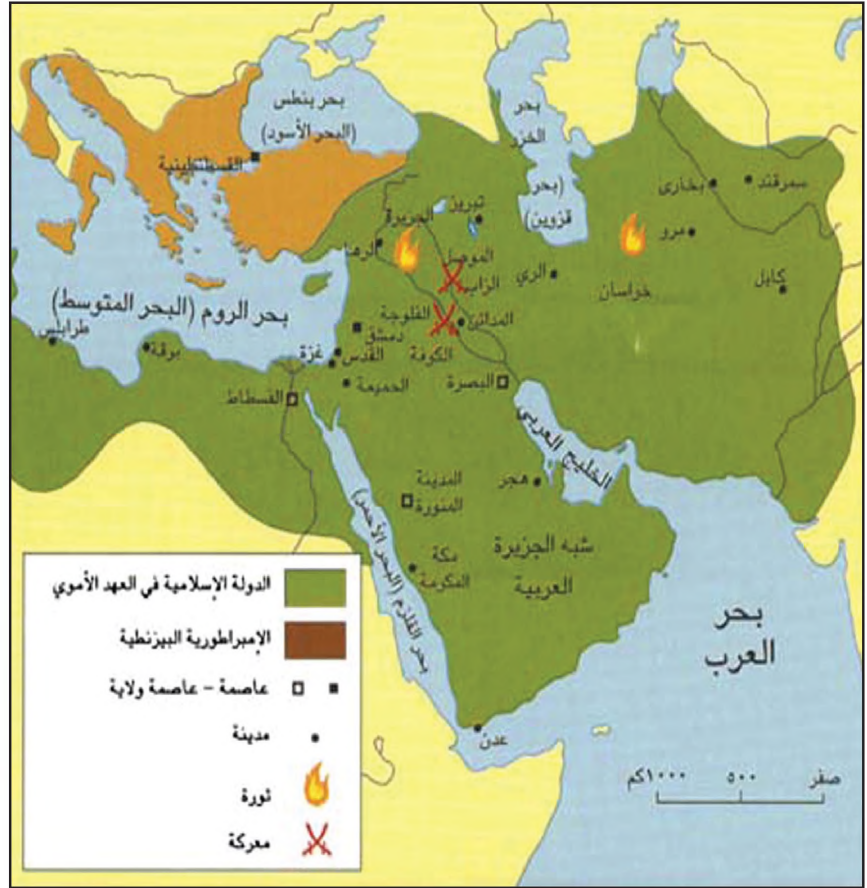 بحر ينطس
(البحر الأسود)
القسطنطينية
بحر
الخزر
(بحر
قزوين)
سمرقند
بخارى
مرو
خراسان
كابل
توريز
الجزيرة
الرها
الموصل
الزاب
الري
بحر الروم (البحر المتوسط)
طرابلس
برقة
الفلوجة
دمشق
المدائن
الكوفة
غزة
القدس
الحميمة
البصرة
الفسطاط
الخليج العربي
هجر
المدينة
المنورة
شبه الجزيرة
العربية
مكة
المكرمة
بحر القلزم (البحر الأحمر)
بحر
العرب
عدن
صفر
٥٠٠
١٠٠٠كم
الدولة الإسلامية في العهد الأموي
الإمبراطورية البيزنطية
عاصمة – عاصمة ولاية
مدينة
ثورة
معركة